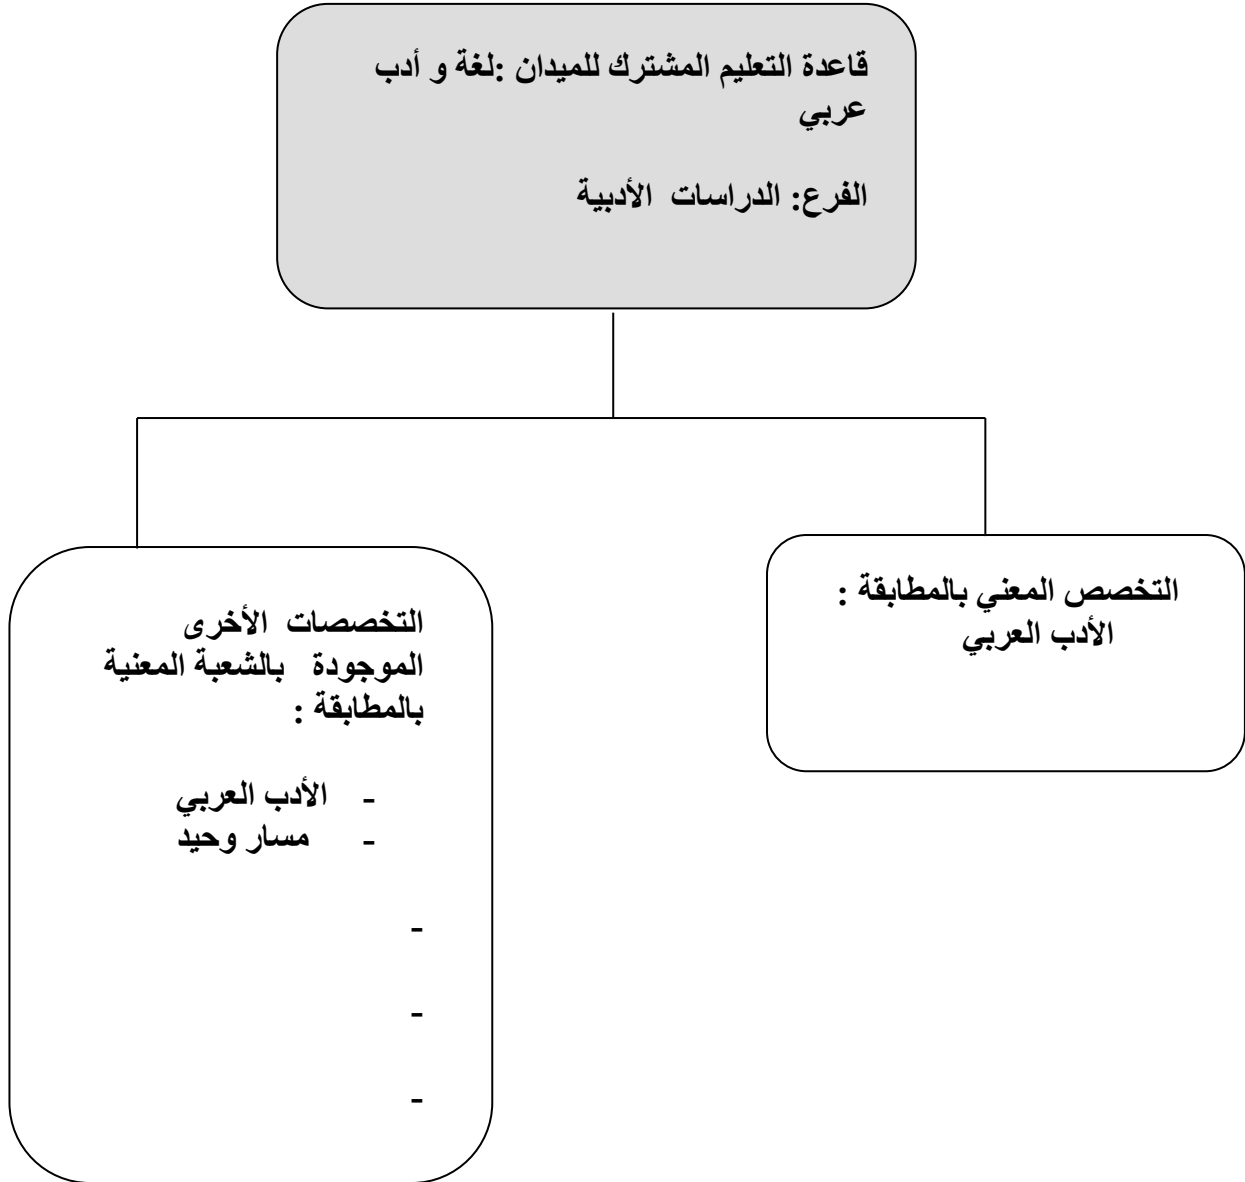 قاعدة التعليم المشترك للميدان :لغة و أدب
عربي
الفرع: الدراسات الأدبية
التخصص المعني بالمطابقة :
الأدب العربي
التخصصات الأخرى
الموجودة بالشعبة المعنية
بالمطابقة :
- الأدب العربي
- مسار وحيد
-
-
-